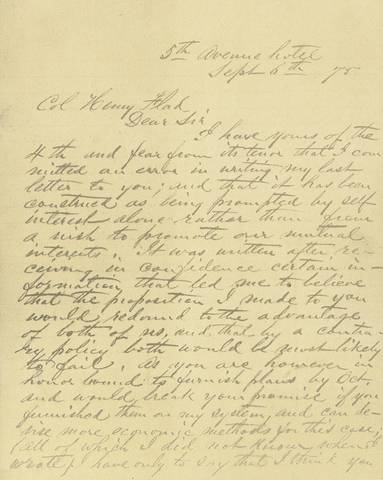 5th Avenue hotel
Sept 6th 75
Col Henry Flad
Dear Sir
I have yours of the
4th and fear from its tenor that I com
mitted an error in writing my last
letter to you; and that it has been
construed as being prompted by self
interest alone rather than from
a wish to promote our mutual
interests. It was written after re-
ceiving in confidence certain in-
formation, that led me to believe
that the proposition I made to you
would redound to the advantage
of both of us, and that by a contra-
ry policy both would be most likely
to fail. As you are however in
honor bound to furnish plans by Oct.
and would break your promise if you
furnished them on my system, and can de-
vise more economic methods for this case;
(all of which I did not know when I
wrote,) I have only to say that I think you